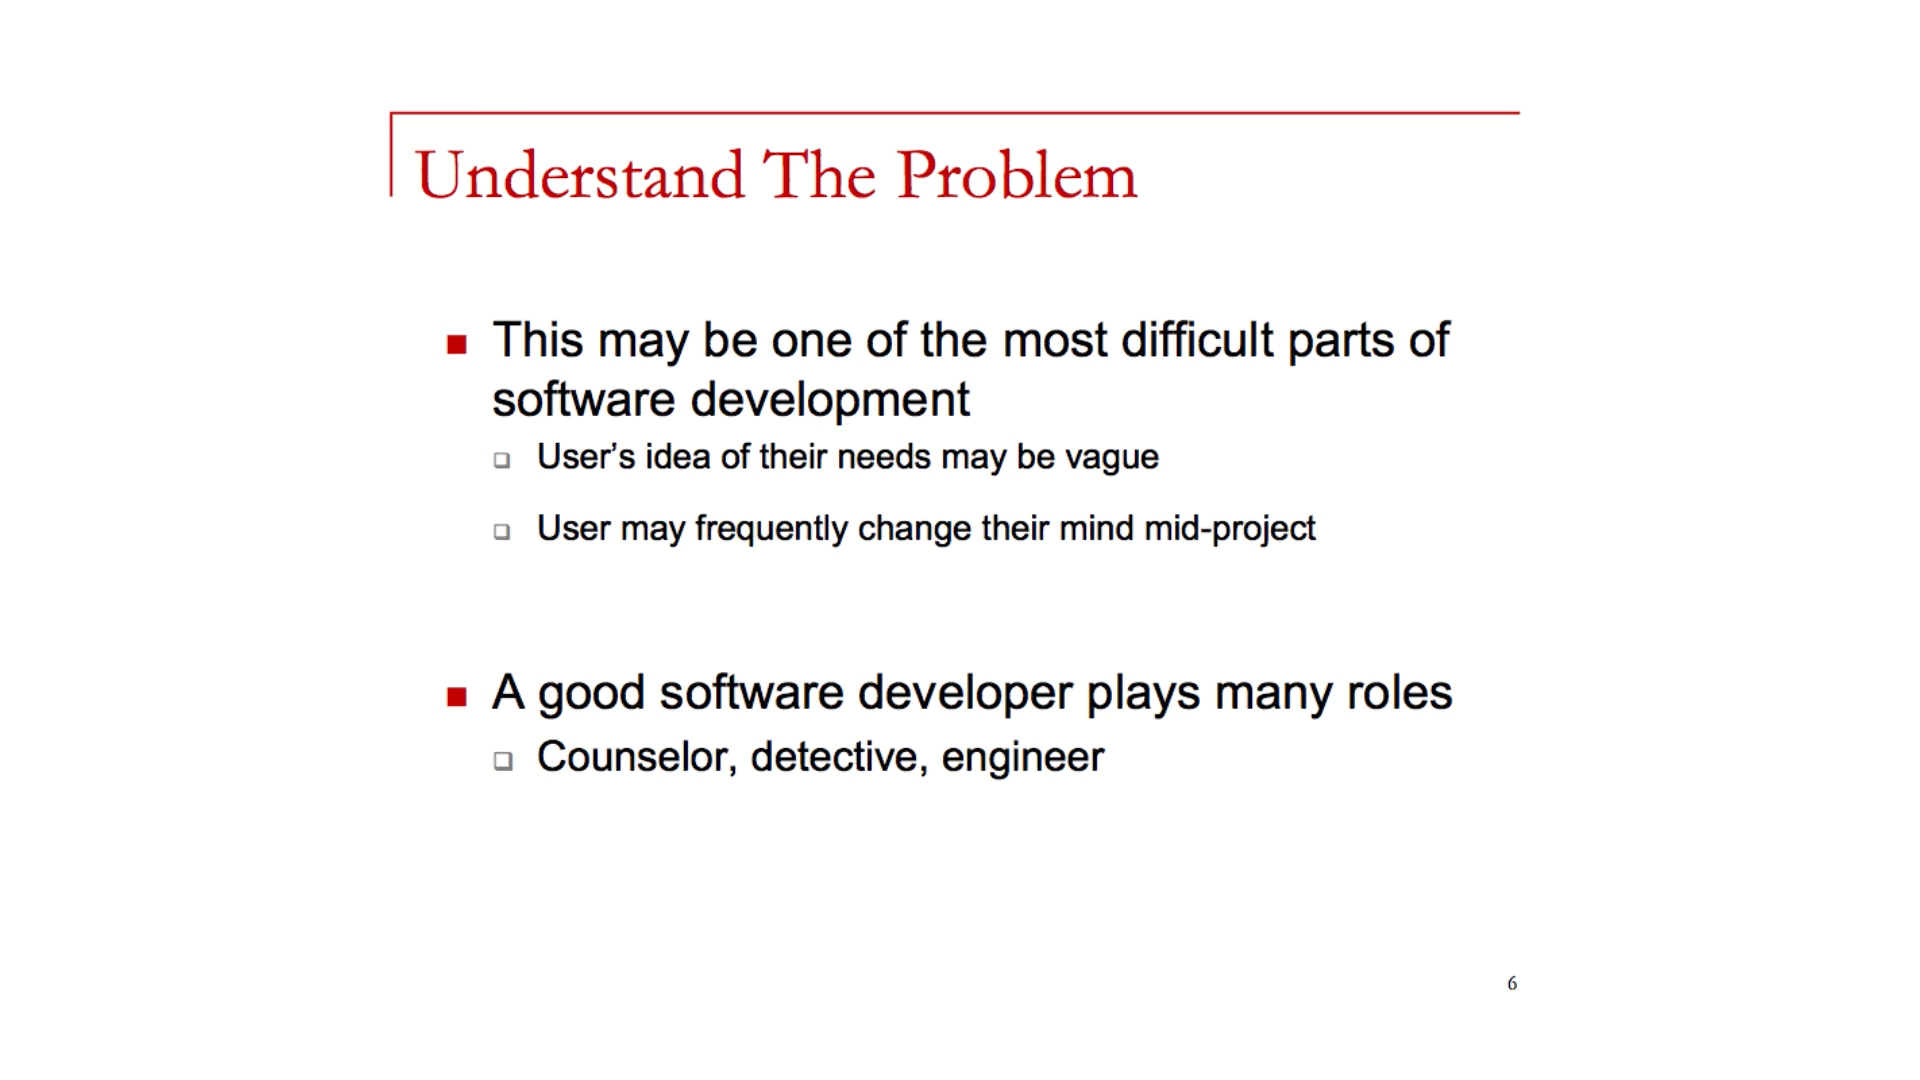 Understand The Problem
This may be one of the most difficult parts of
software development
User’s idea of their needs may be vague
User may frequently change their mind mid-project
A good software developer plays many roles
Counselor, detective, engineer
6